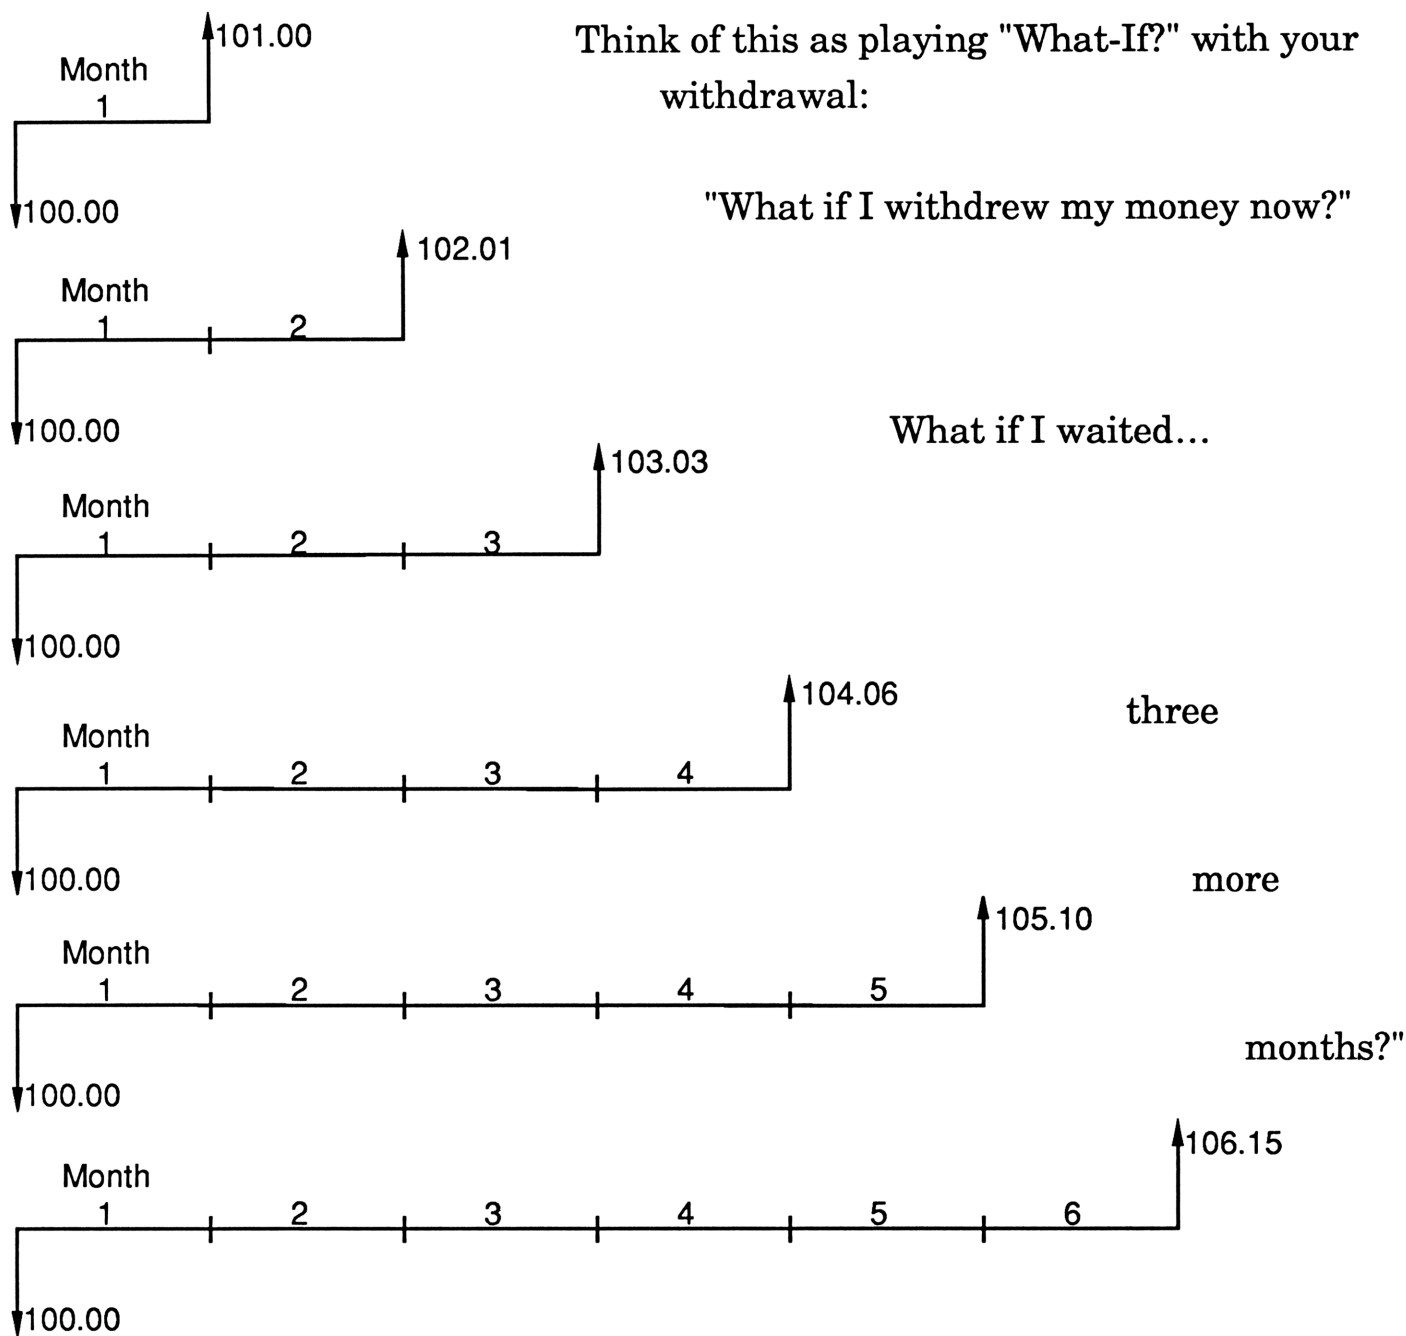 101.00
Think of this as playing "What-If?" with your
withdrawal:
Month
1
100.00
"What if I withdrew my money now?"
102.01
Month
1 2
100.00
What if I waited...
103.03
Month
1 2 3
100.00
104.06
three
Month
1 2 3 4
100.00
more
105.10
Month
1 2 3 4 5
months?"
100.00
106.15
Month
1 2 3 4 5 6
100.00